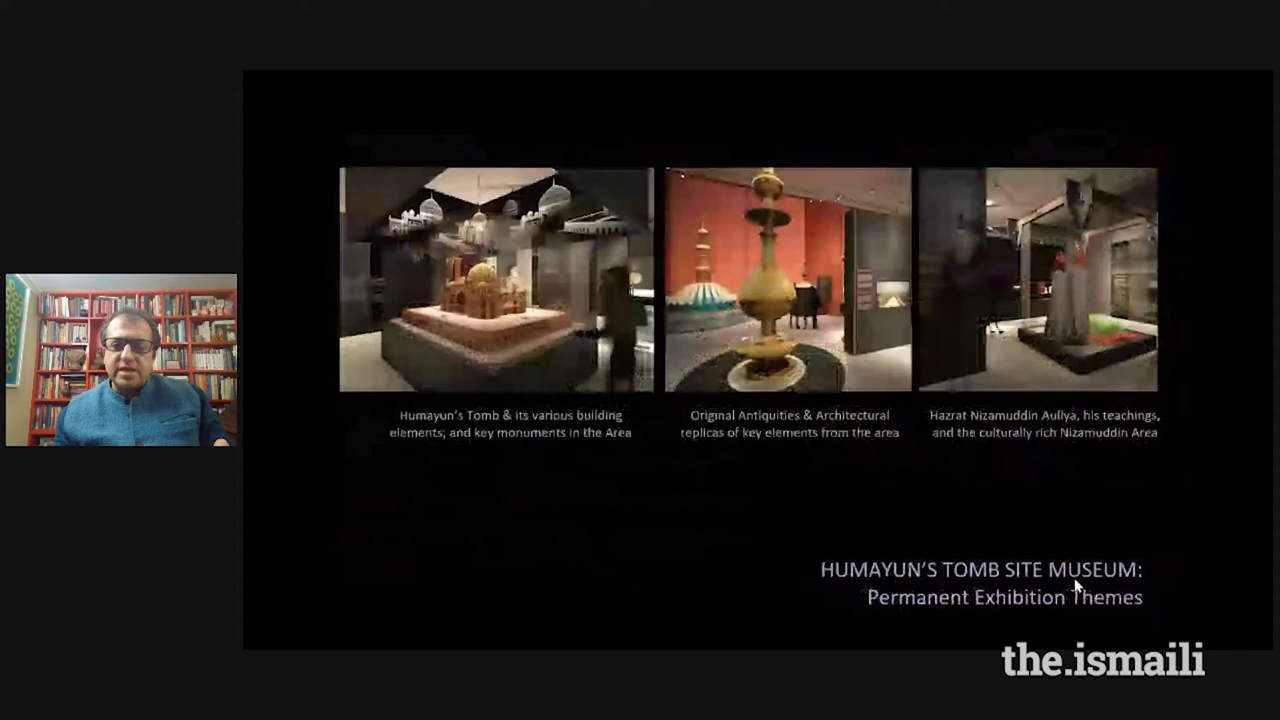 Humayun's Tomb & its various building
elements; and key monuments in the Area
Original Antiquities & Architectural
replicas of key elements from the area
Hazrat Nizamuddin Auliya, his teachings,
and the culturally rich Nizamuddin Area
HUMAYUN'S TOMB SITE MUSEUM:
Permanent Exhibition Themes
the.ismaili